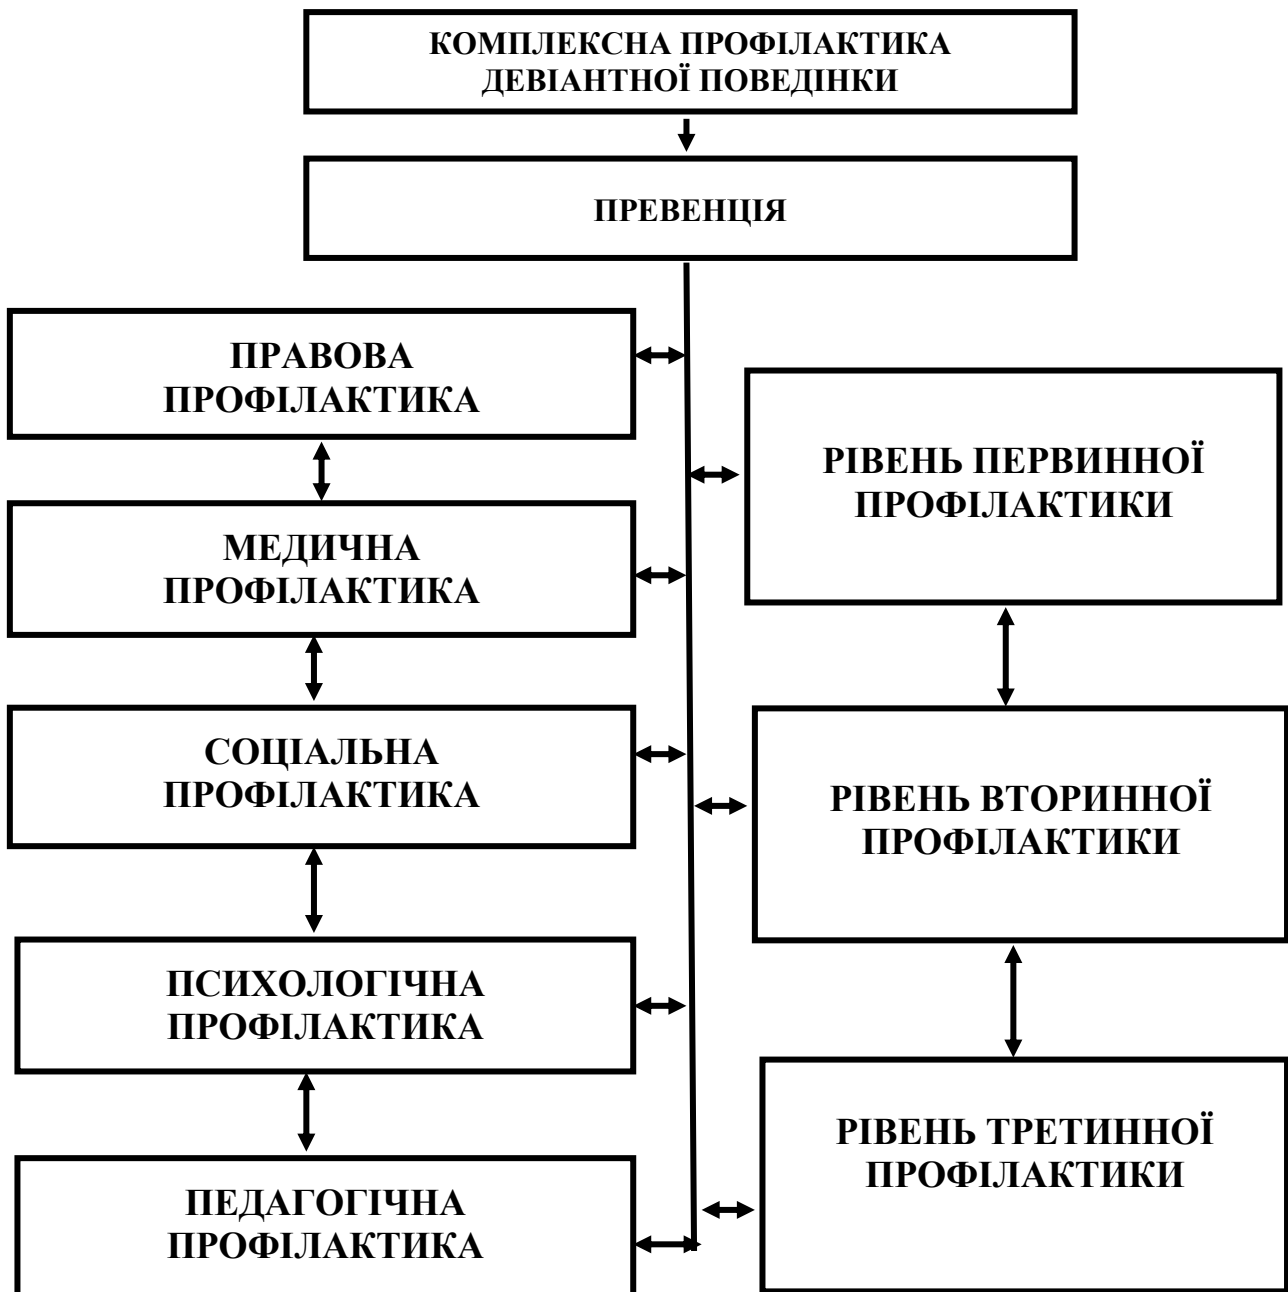 КОМПЛЕКСНА ПРОФІЛАКТИКА
ДЕВІАНТНОЇ ПОВЕДІНКИ
ПРЕВЕНЦІЯ
ПРАВОВА
ПРОФІЛАКТИКА
МЕДИЧНА
ПРОФІЛАКТИКА
СОЦІАЛЬНА
ПРОФІЛАКТИКА
ПСИХОЛОГІЧНА
ПРОФІЛАКТИКА
ПЕДАГОГІЧНА
ПРОФІЛАКТИКА
РІВЕНЬ ПЕРВИННОЇ
ПРОФІЛАКТИКИ
РІВЕНЬ ВТОРИННОЇ
ПРОФІЛАКТИКИ
РІВЕНЬ ТРЕТИННОЇ
ПРОФІЛАКТИКИ